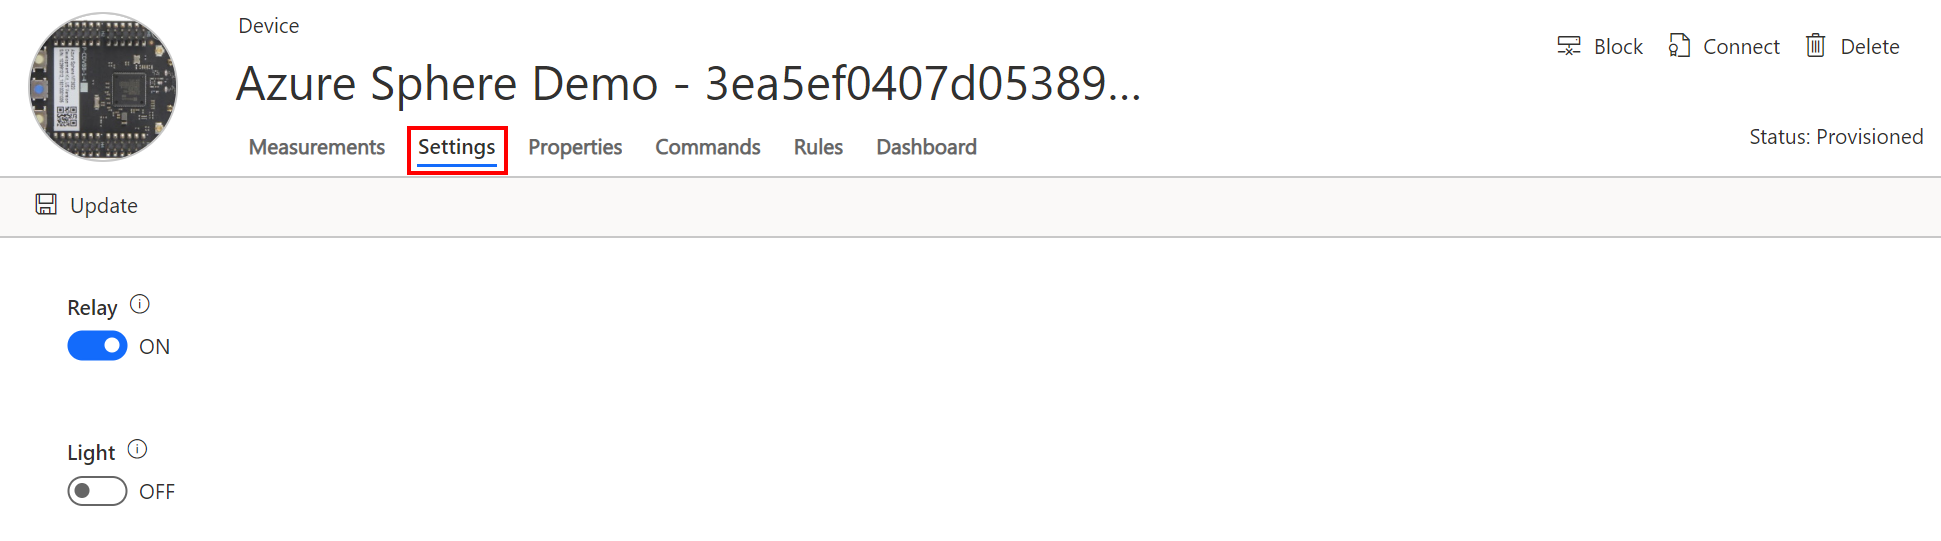 Device
Azure Sphere Demo - 3ea5ef0407d05389...
Block Connect Delete
Measurements Settings Properties Commands Rules Dashboard
Status: Provisioned
Update
Relay
ON
Light
OFF